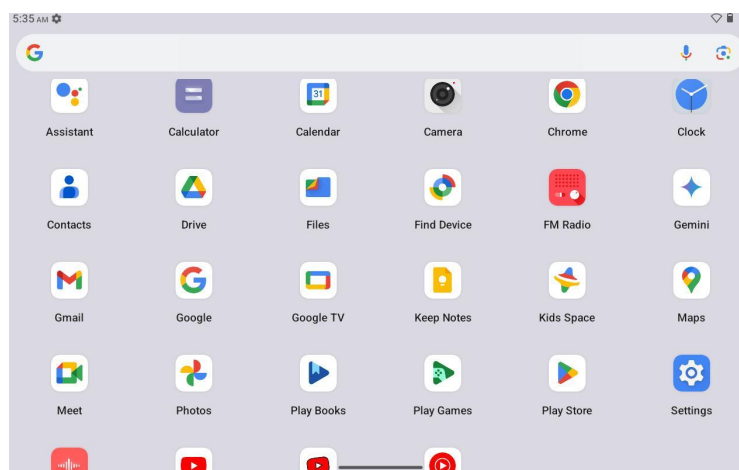 5:35 AM
31
Assistant Calculator Calendar Camera Chrome Clock
Contacts Drive Files Find Device FM Radio Gemini
Gmail Google Google TV Keep Notes Kids Space Maps
Meet Photos Play Books Play Games Play Store Settings